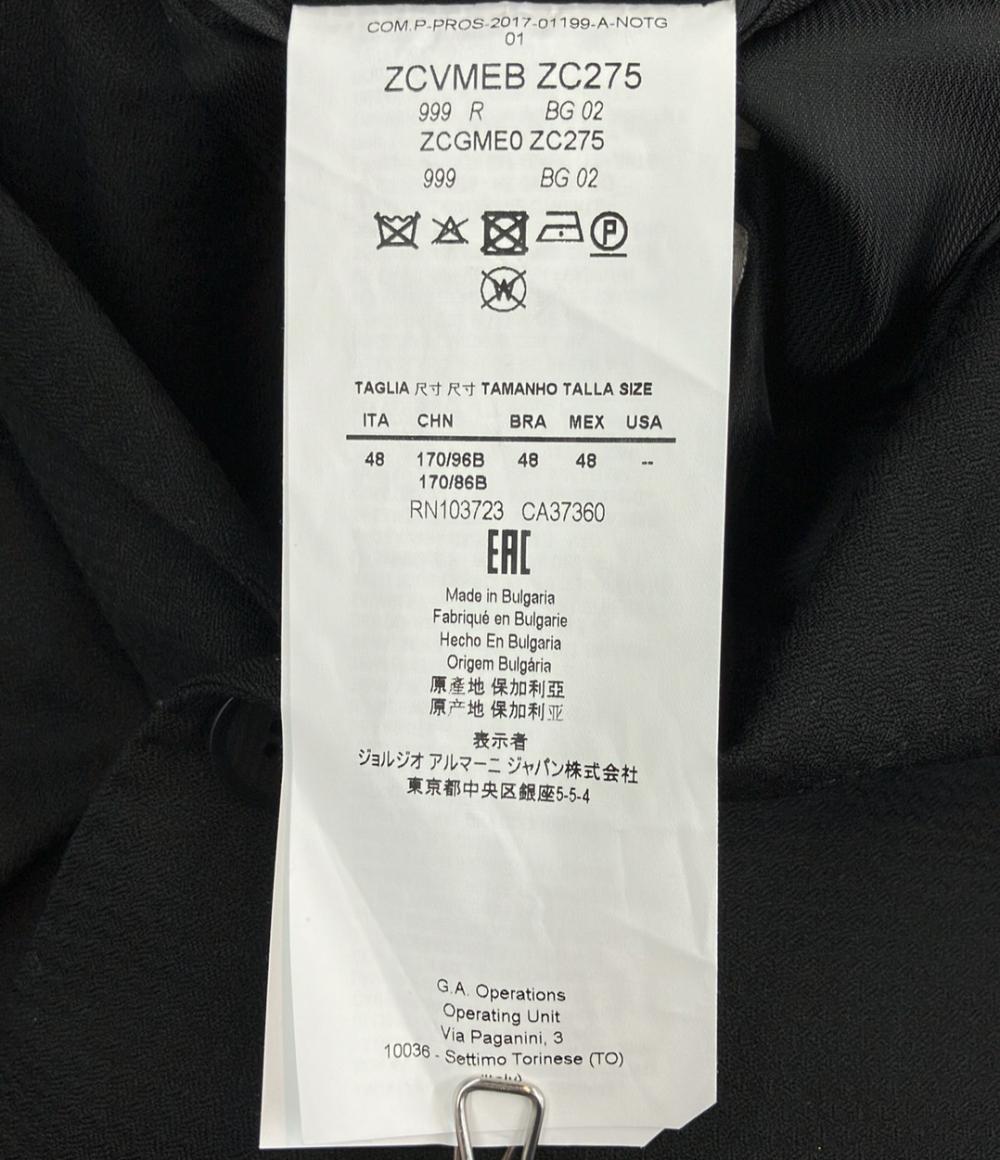 COM.P-PROS-2017-01199-A-NOTG
01
ZCVMEB ZC275
999 R BG 02
ZCGME0 ZC275
999 BG 02
P
W
TAGLIA 尺寸 尺寸 TAMANHO TALLA SIZE
ITA CHN BRA MEX USA
48 170/96B 48 48 --
170/86B
RN103723 CA37360
EAC
Made in Bulgaria
Fabriqué en Bulgarie
Hecho En Bulgaria
Origem Bulgária
原產地 保加利亞
原产地 保加利亚
表示者
ジョルジオ アルマーニ ジャパン株式会社
東京都中央区銀座5-5-4
G.A. Operations
Operating Unit
Via Paganini, 3
10036 - Settimo Torinese (TO)